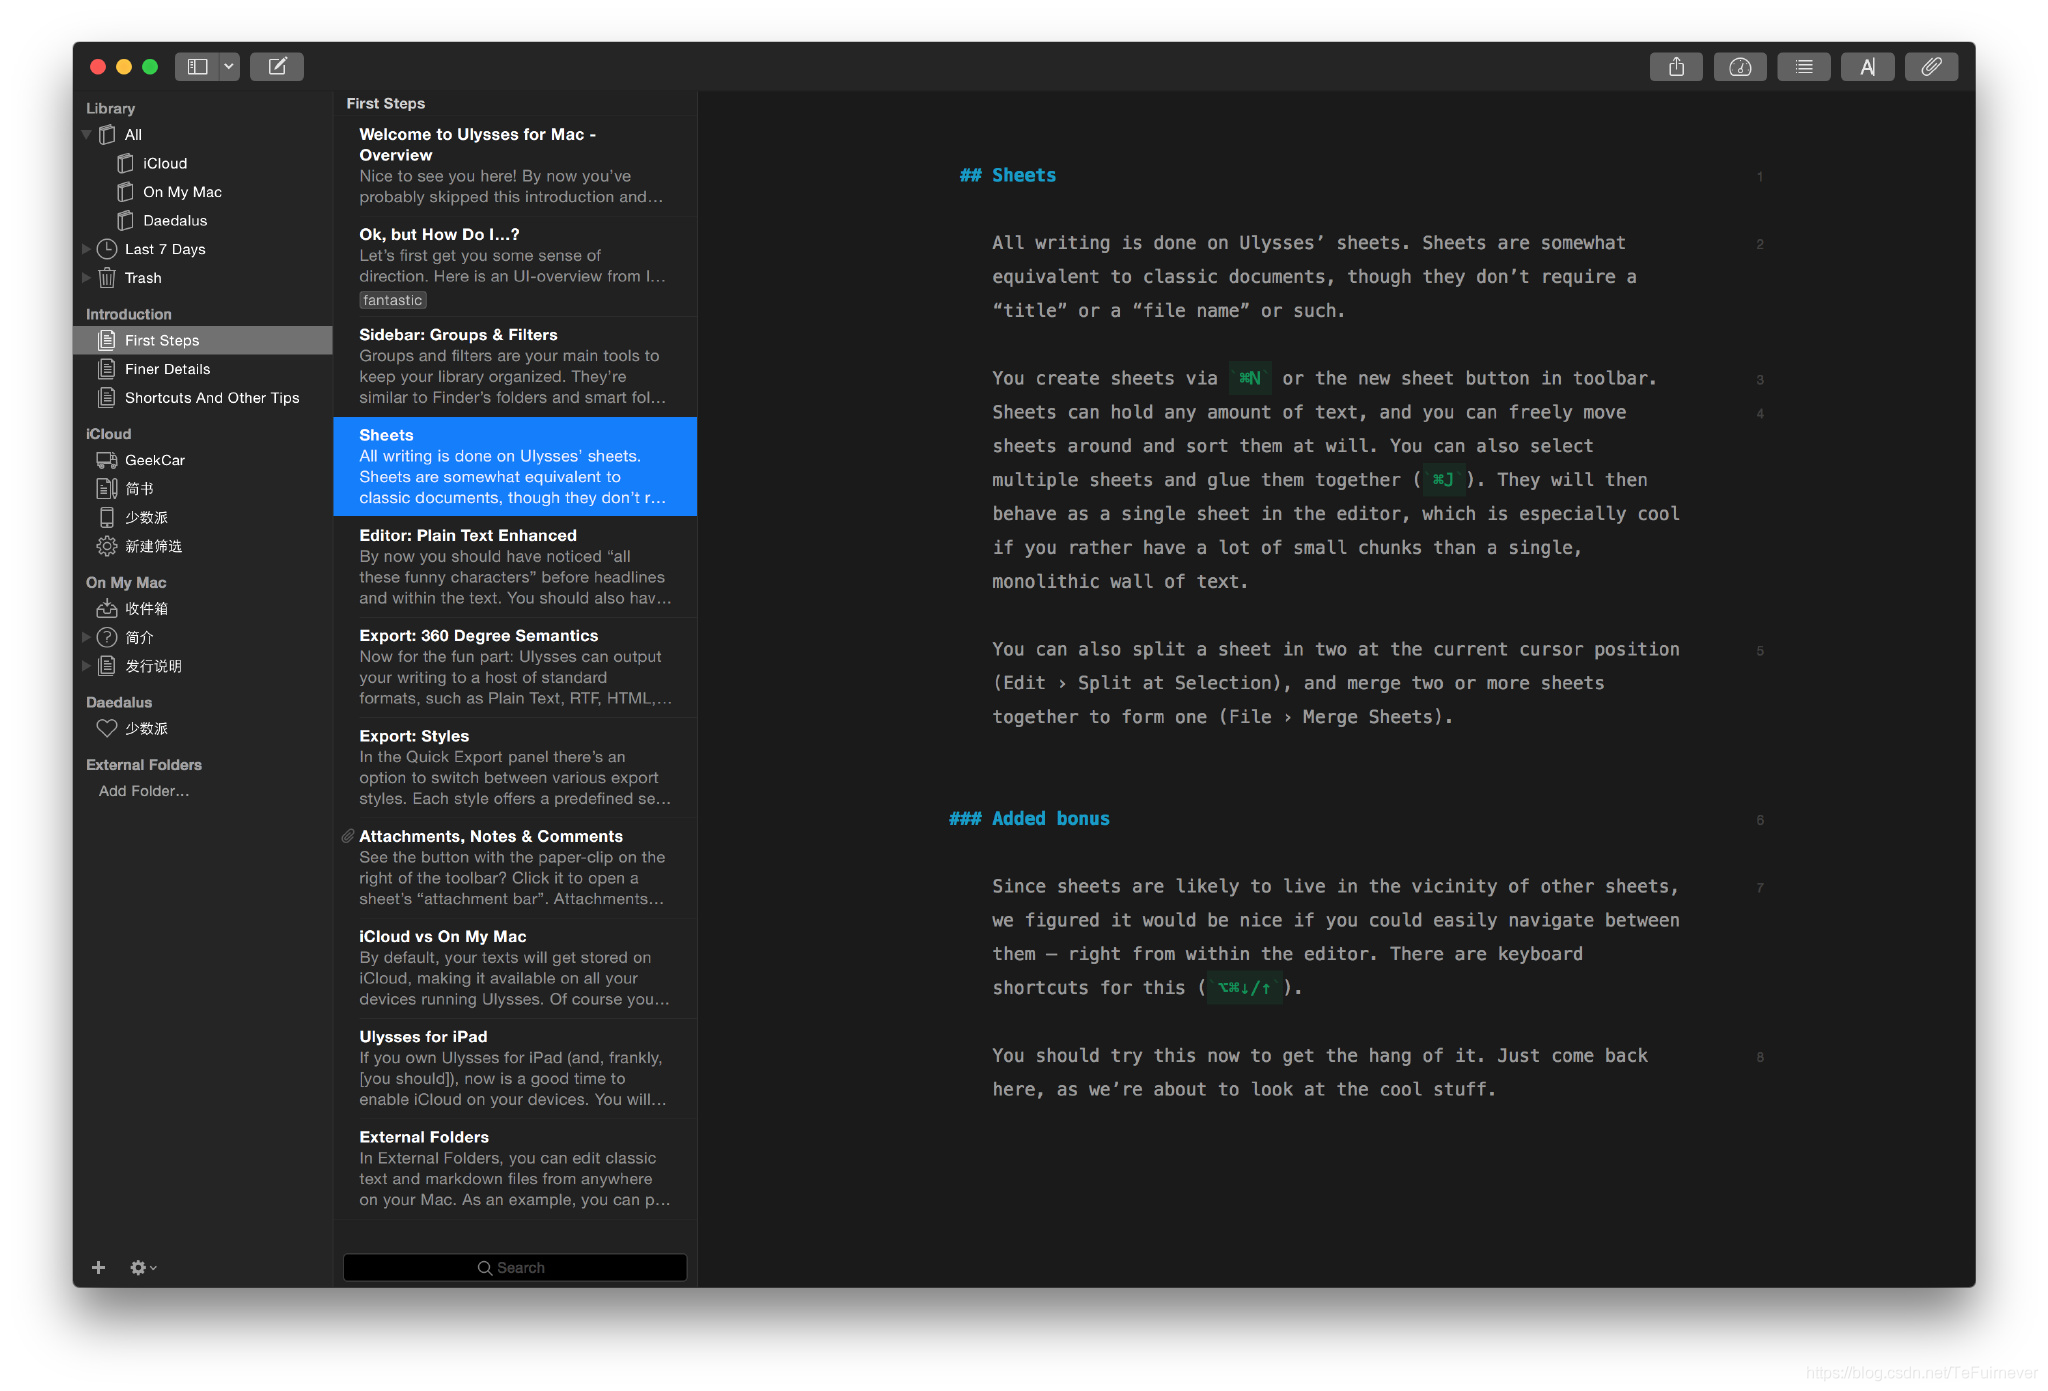 Library
All
iCloud
On My Mac
Daedalus
Last 7 Days
Trash
Introduction
First Steps
Finer Details
Shortcuts And Other Tips
iCloud
GeekCar
简书
少数派
新建筛选
On My Mac
收件箱
简介
发行说明
Daedalus
少数派
External Folders
Add Folder...
First Steps
Welcome to Ulysses for Mac -
Overview
Nice to see you here! By now you’ve
probably skipped this introduction and…
Ok, but How Do I…?
Let’s first get you some sense of
direction. Here is an UI-overview from l…
fantastic
Sidebar: Groups & Filters
Groups and filters are your main tools to
keep your library organized. They’re
similar to Finder’s folders and smart fol…
Sheets
All writing is done on Ulysses’ sheets.
Sheets are somewhat equivalent to
classic documents, though they don’t r…
Editor: Plain Text Enhanced
By now you should have noticed “all
these funny characters” before headlines
and within the text. You should also hav…
Export: 360 Degree Semantics
Now for the fun part: Ulysses can output
your writing to a host of standard
formats, such as Plain Text, RTF, HTML,…
Export: Styles
In the Quick Export panel there’s an
option to switch between various export
styles. Each style offers a predefined se…
Attachments, Notes & Comments
See the button with the paper-clip on the
right of the toolbar? Click it to open a
sheet’s “attachment bar”. Attachments…
iCloud vs On My Mac
By default, your texts will get stored on
iCloud, making it available on all your
devices running Ulysses. Of course you…
Ulysses for iPad
If you own Ulysses for iPad (and, frankly,
[you should]), now is a good time to
enable iCloud on your devices. You will…
External Folders
In External Folders, you can edit classic
text and markdown files from anywhere
on your Mac. As an example, you can p…
Search
## Sheets 1
All writing is done on Ulysses’ sheets. Sheets are somewhat 2
equivalent to classic documents, though they don’t require a
“title” or a “file name” or such.
You create sheets via `⌘N` or the new sheet button in toolbar. 3
Sheets can hold any amount of text, and you can freely move 4
sheets around and sort them at will. You can also select
multiple sheets and glue them together (`⌘J`). They will then
behave as a single sheet in the editor, which is especially cool
if you rather have a lot of small chunks than a single,
monolithic wall of text.
You can also split a sheet in two at the current cursor position 5
(Edit › Split at Selection), and merge two or more sheets
together to form one (File › Merge Sheets).
### Added bonus 6
Since sheets are likely to live in the vicinity of other sheets, 7
we figured it would be nice if you could easily navigate between
them – right from within the editor. There are keyboard
shortcuts for this (`⌥⌘↓/↑`).
You should try this now to get the hang of it. Just come back 8
here, as we’re about to look at the cool stuff.
https://blog.csdn.net/TeFuirnever